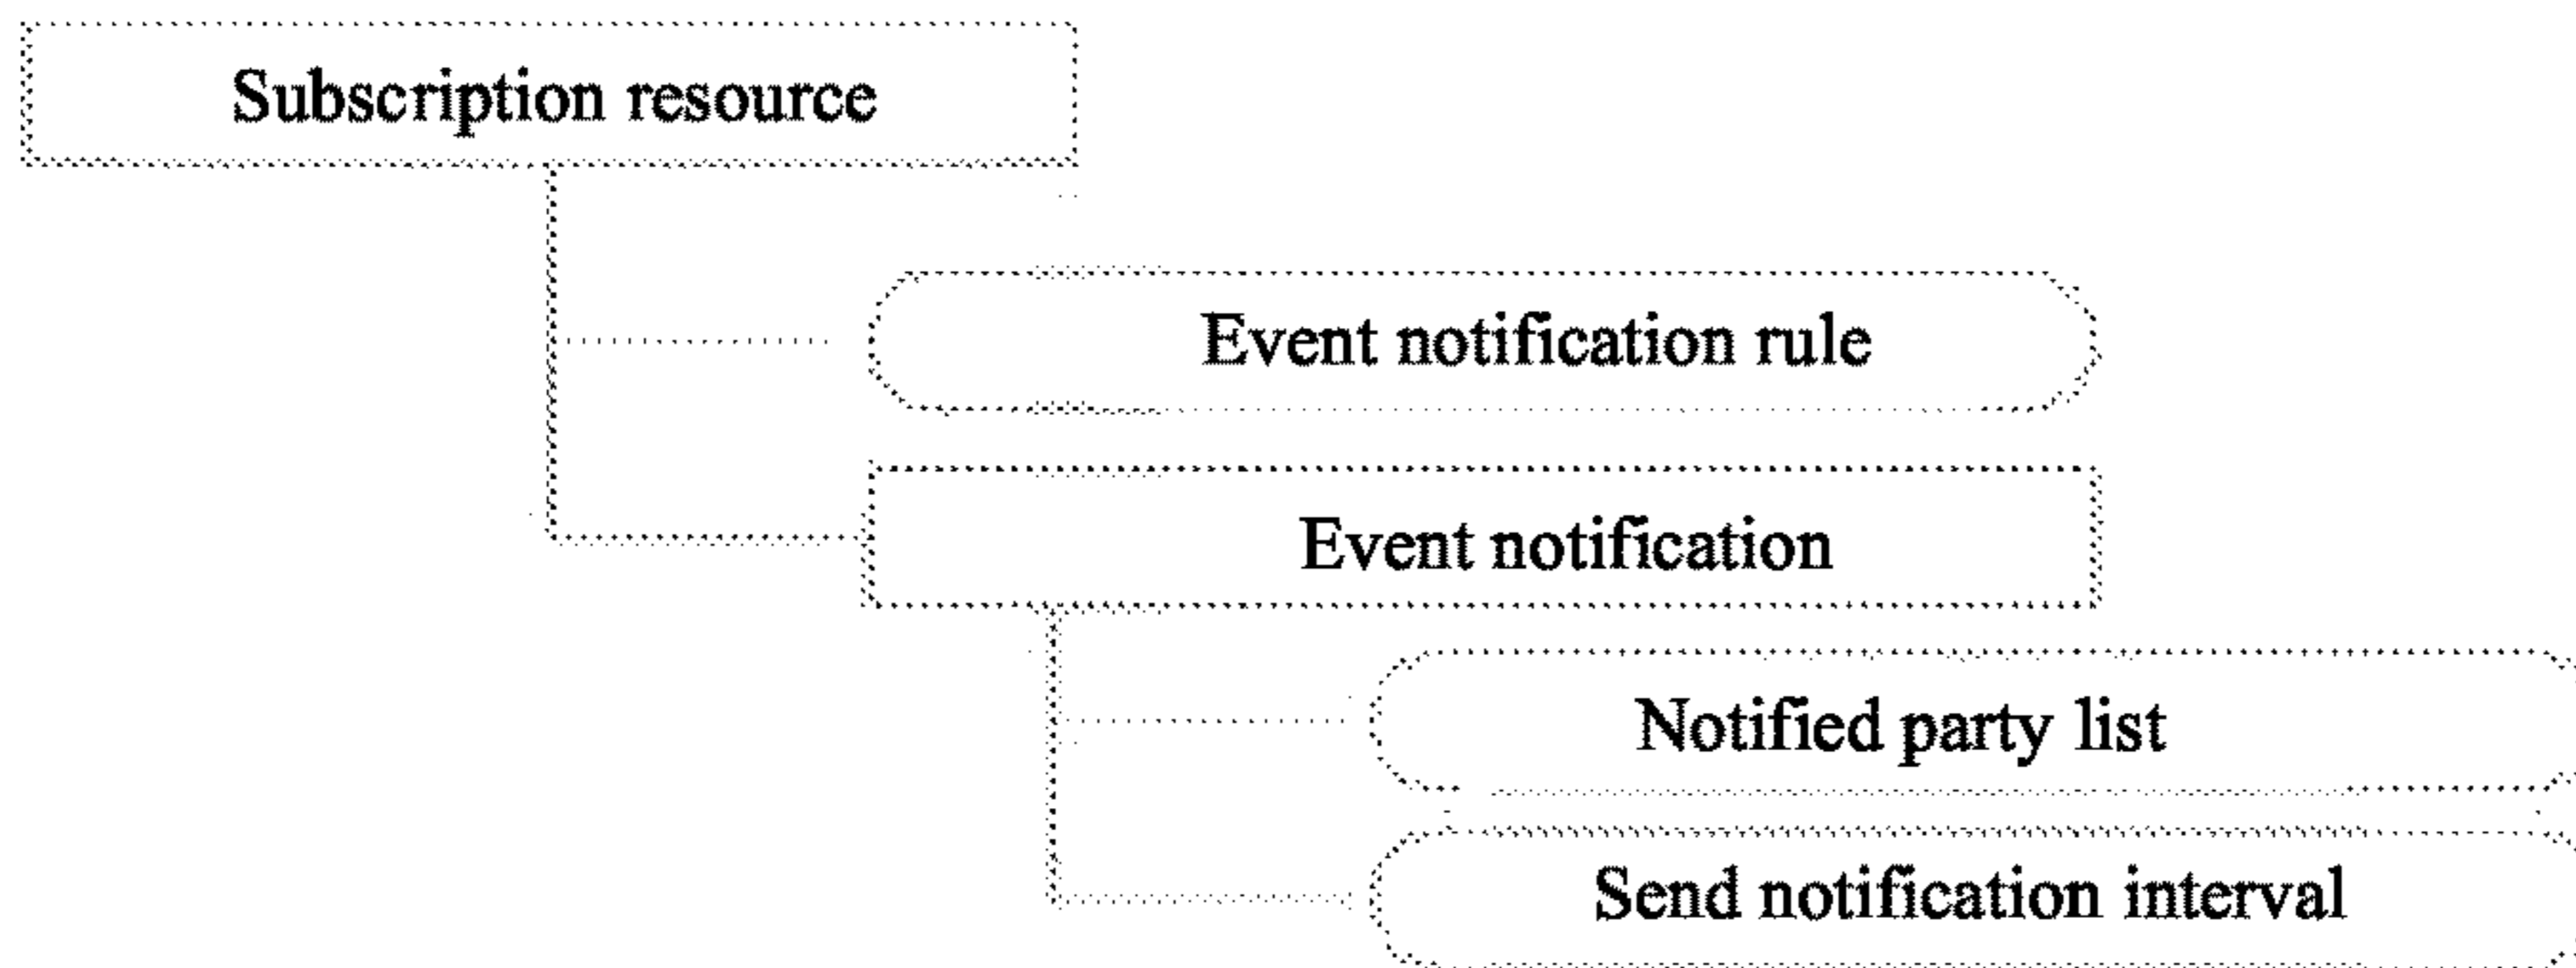 Subscription resource
Event notification rule
Event notification
Notified party list
Send notification interval